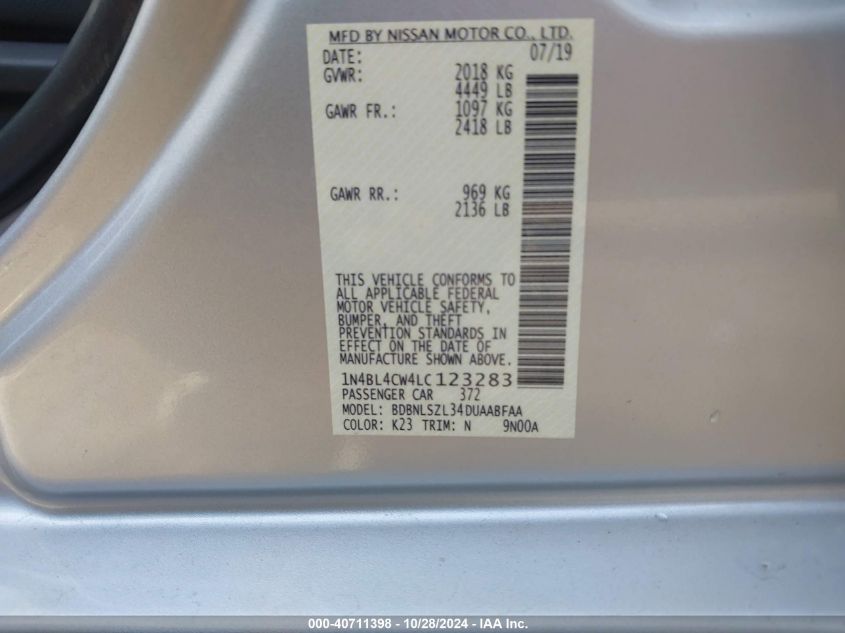 MFD BY NISSAN MOTOR CO., LTD.
DATE: 07/19
GVWR: 2018 KG
4449 LB
GAWR FR.: 1097 KG
2418 LB
GAWR RR.: 969 KG
2136 LB
THIS VEHICLE CONFORMS TO
ALL APPLICABLE FEDERAL
MOTOR VEHICLE SAFETY,
BUMPER, AND THEFT
PREVENTION STANDARDS IN
EFFECT ON THE DATE OF
MANUFACTURE SHOWN ABOVE.
1N4BL4CW4LC123283
PASSENGER CAR 372
MODEL: BDBNLSZL34DUAABFAA
COLOR: K23 TRIM: N 9N00A
000-40711398 - 10/28/2024 - IAA Inc.